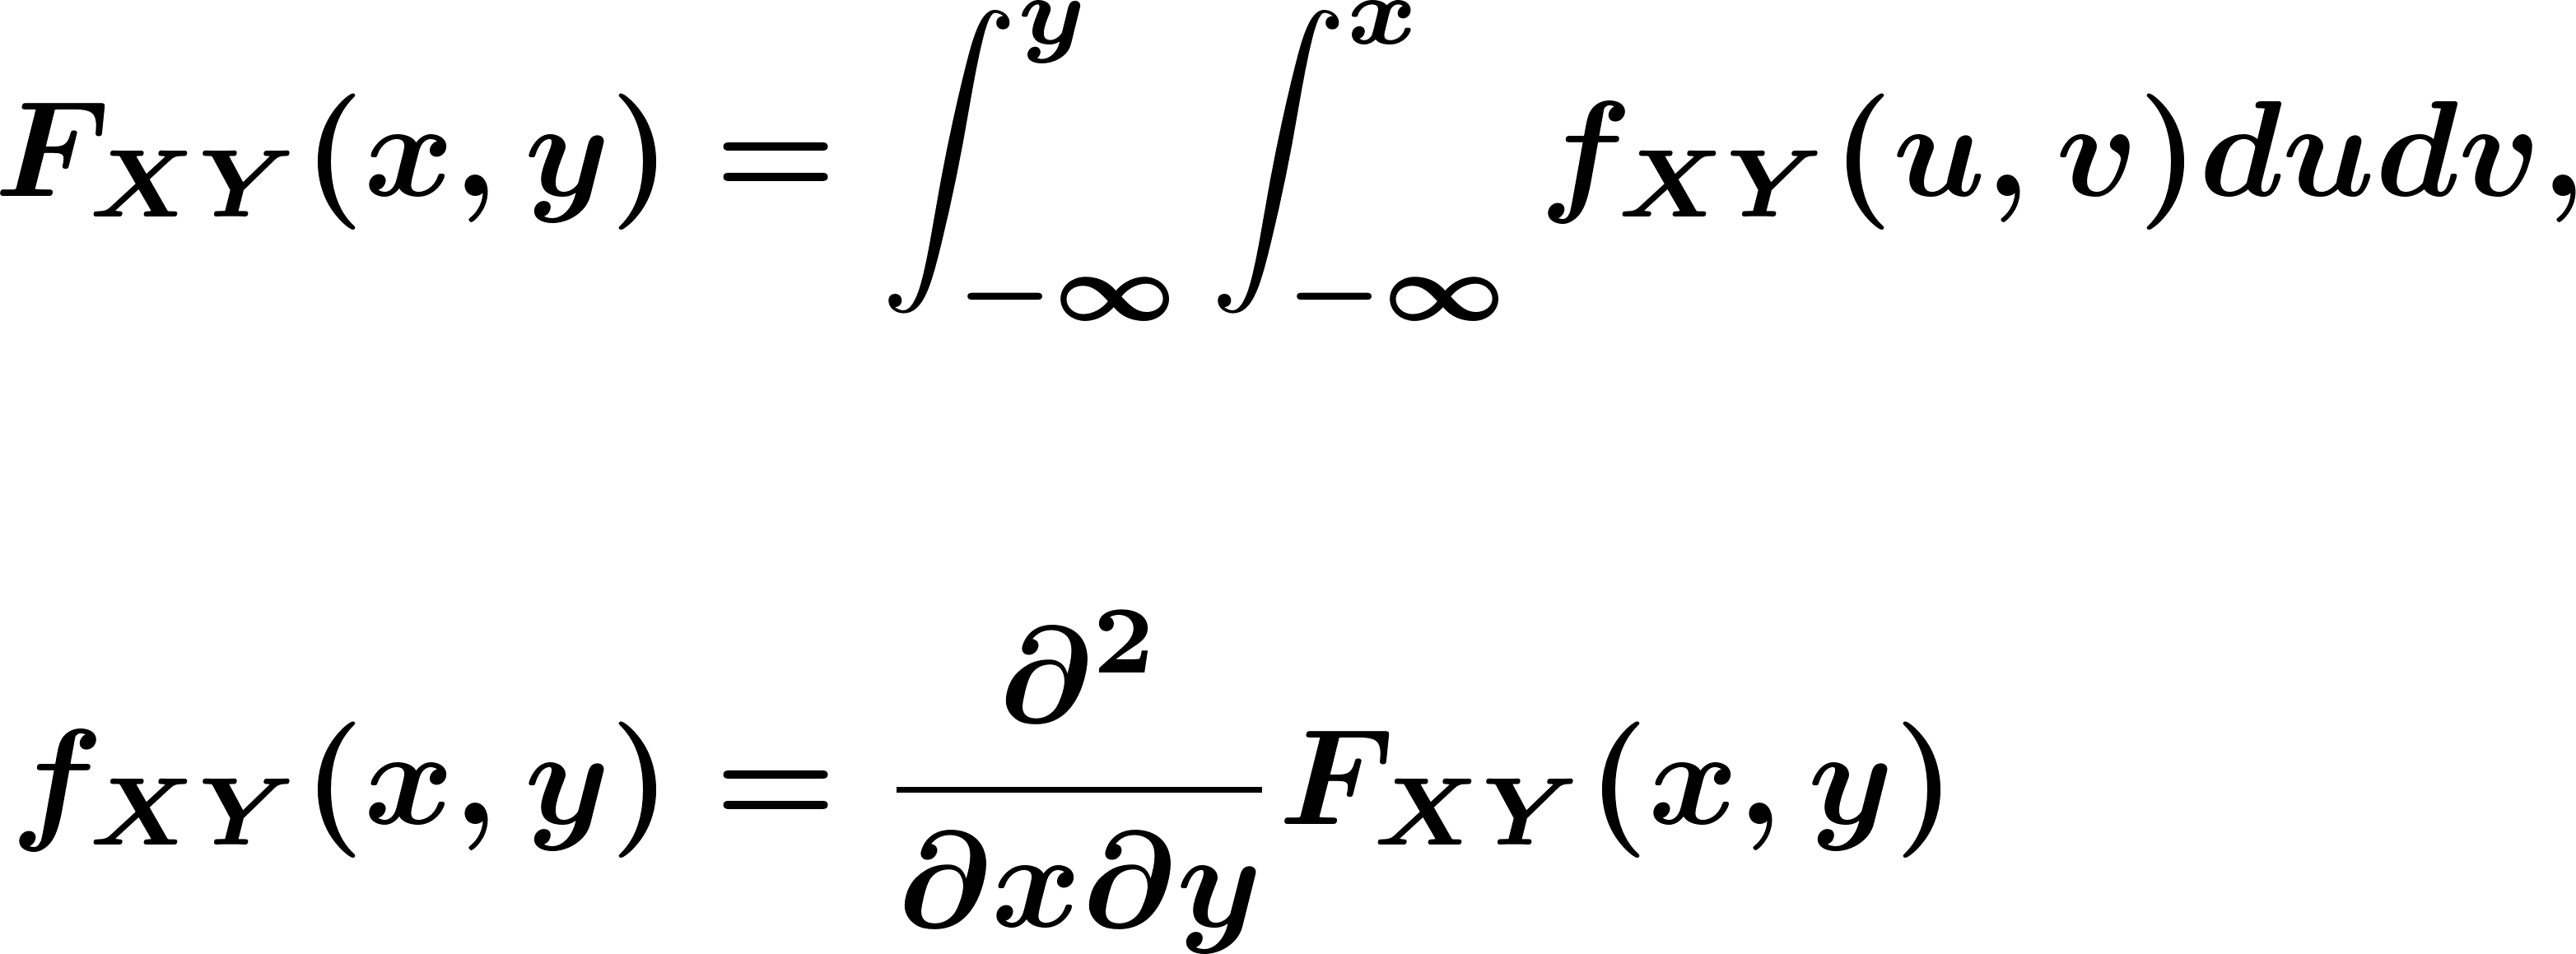 $F_{XY}(x, y) = \int_{-\infty}^{y} \int_{-\infty}^{x} f_{XY}(u, v) du dv,$
$f_{XY}(x, y) = \frac{\partial^2}{\partial x \partial y} F_{XY}(x, y)$